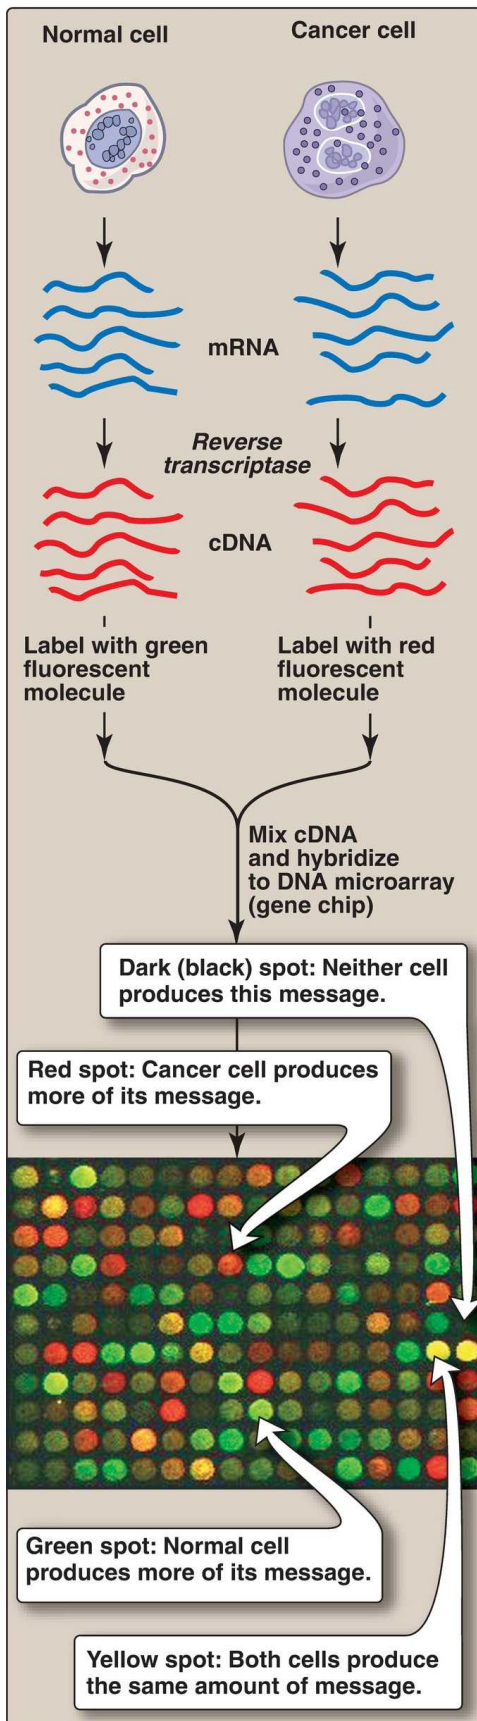 Normal cell
Cancer cell
mRNA
Reverse
transcriptase
cDNA
Label with green
fluorescent
molecule
Label with red
fluorescent
molecule
Mix cDNA
and hybridize
to DNA microarray
(gene chip)
Dark (black) spot: Neither cell
produces this message.
Red spot: Cancer cell produces
more of its message.
Green spot: Normal cell
produces more of its message.
Yellow spot: Both cells produce
the same amount of message.